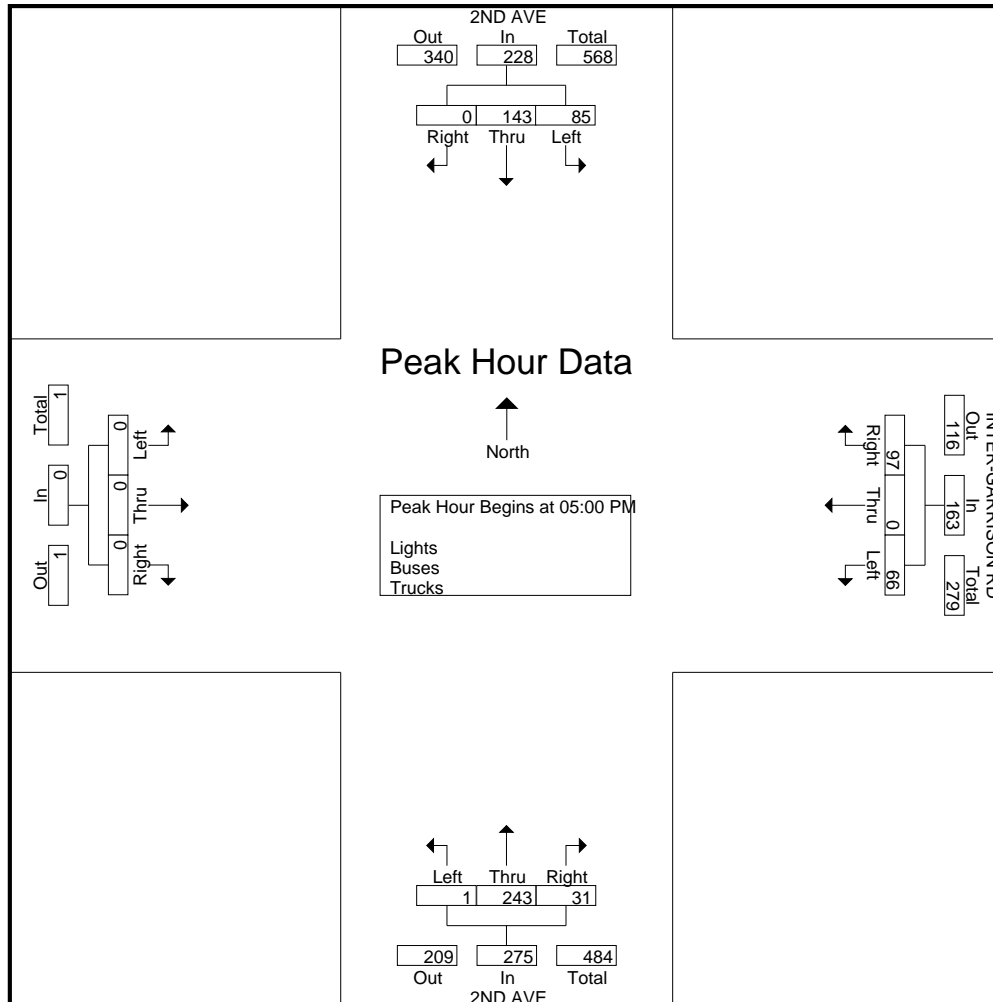 2ND AVE
Out In Total
340 228 568
0 143 85
Right Thru Left
Peak Hour Data
North
Peak Hour Begins at 05:00 PM
Lights
Buses
Trucks
Total In Out
1 0 1
0 0 0
Left Thru Right
INTER-GARRISON RD
Out In Total
116 163 279
97 0 66
Right Thru Left
Left Thru Right
1 243 31
209 275 484
Out In Total
2ND AVE